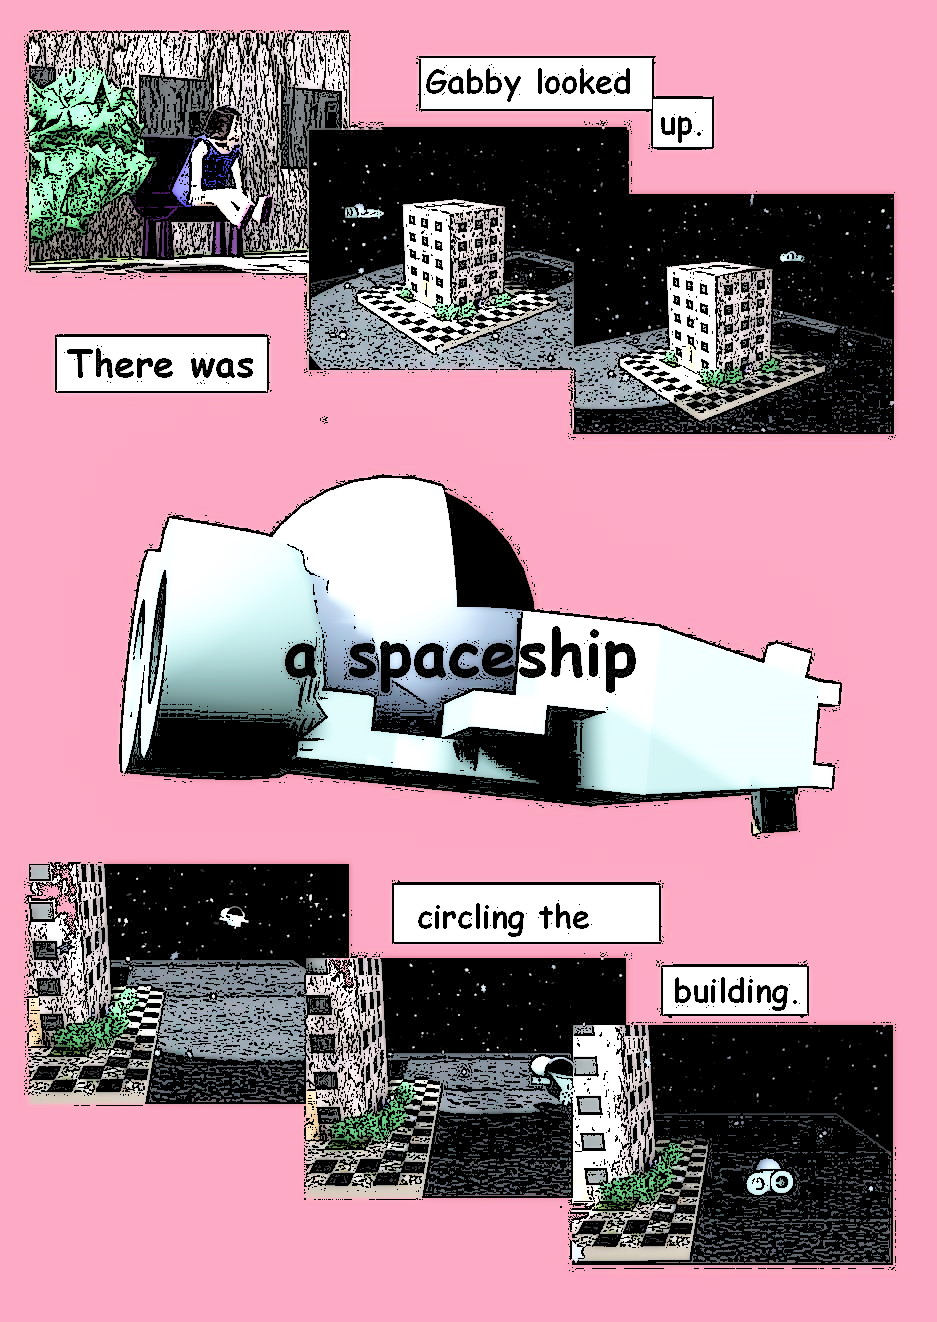 Gabby looked
up.
There was
a spaceship
circling the
building.